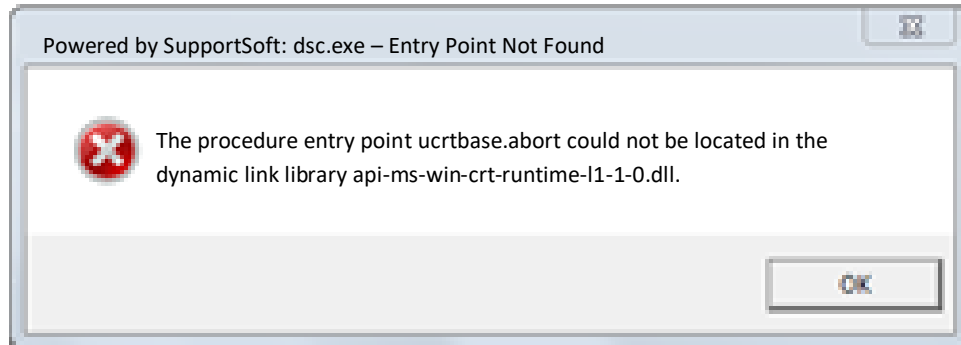 Powered by SupportSoft: dsc.exe – Entry Point Not Found
The procedure entry point ucrtbase.abort could not be located in the
dynamic link library api-ms-win-crt-runtime-l1-1-0.dll.
OK